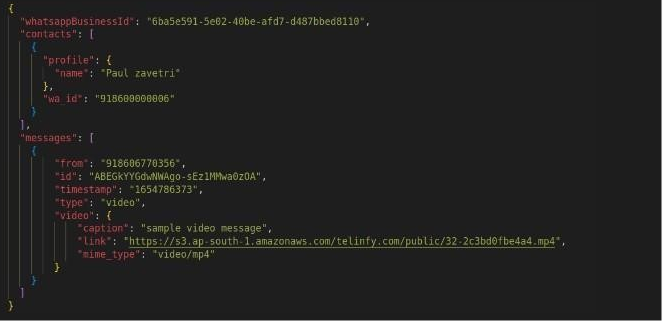 {
"whatsappBusinessId": "6ba5e591-5e02-40be-afd7-d487bbed8110",
"contacts": [
{
"profile": {
"name": "Paul zavetri"
},
"wa_id": "918600000006"
}
],
"messages": [
{
"from": "918606770356",
"id": "ABEGkYYGdwNWAgo-sEz1MMwa0zOA",
"timestamp": "1654786373",
"type": "video",
"video": {
"caption": "sample video message",
"link": "https://s3.ap-south-1.amazonaws.com/telinfy.com/public/32-2c3bd0fbe4a4.mp4",
"mime_type": "video/mp4"
}
}
]
}